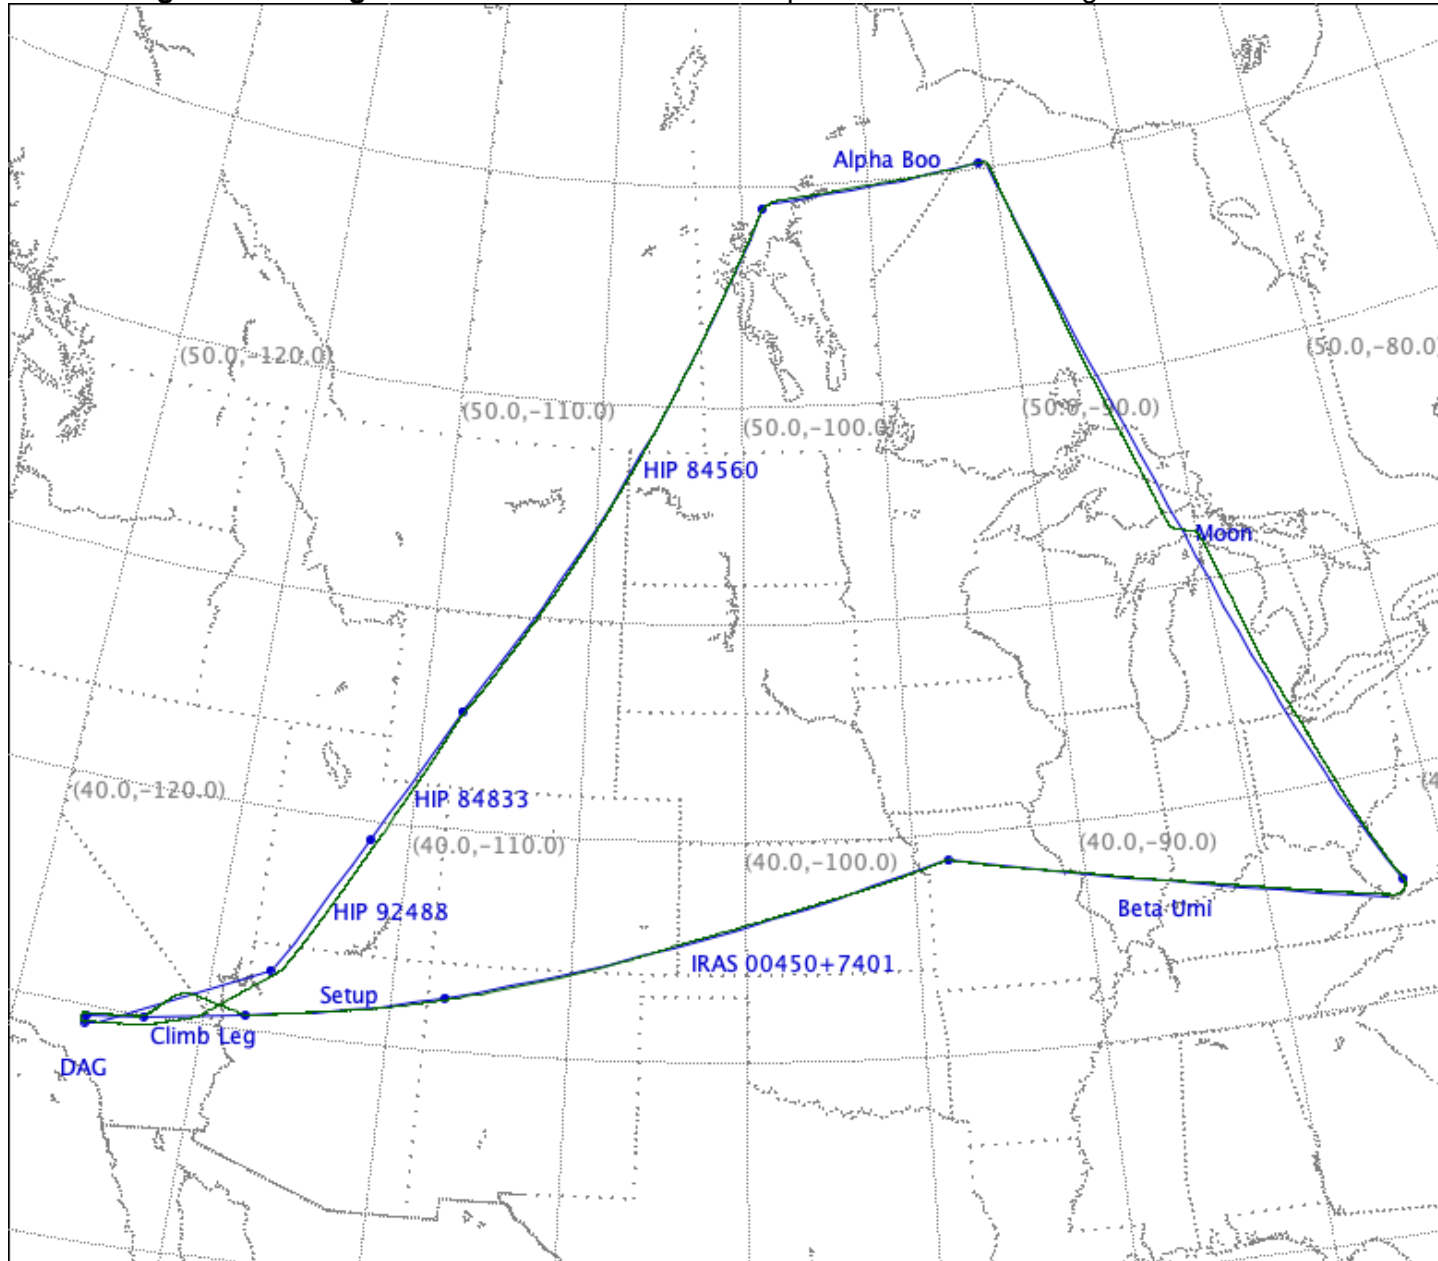 Alpha Boo
(50.0,-120.0)
(50.0,-80.0)
(50.0,-110.0)
(50.0,-90.0)
(50.0,-100.0)
HIP 84560
Moon
(40.0,-120.0)
HIP 84833
(40.0,-110.0)
(40.0,-90.0)
(40.0,-100.0)
HIP 92488
Beta Umi
IRAS 00450+7401
Setup
Climb Leg
DAG